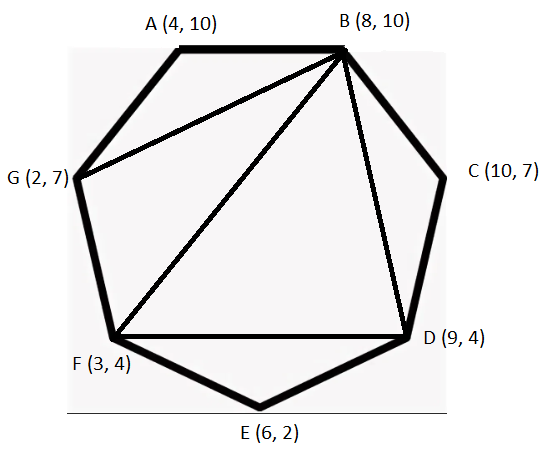 A (4, 10)
B (8, 10)
G (2, 7)
C (10, 7)
F (3, 4)
D (9, 4)
E (6, 2)